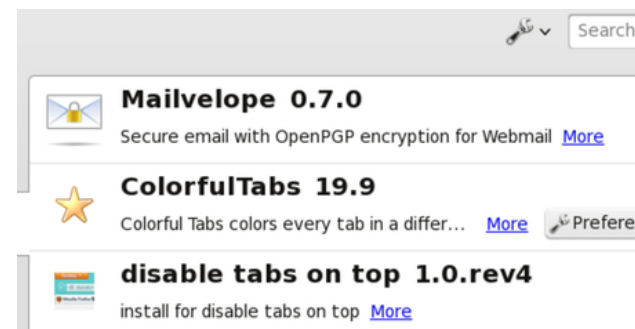 Search
Mailvelope 0.7.0
Secure email with OpenPGP encryption for Webmail More
ColorfulTabs 19.9
Colorful Tabs colors every tab in a differ... More Prefere
disable tabs on top 1.0.rev4
install for disable tabs on top More